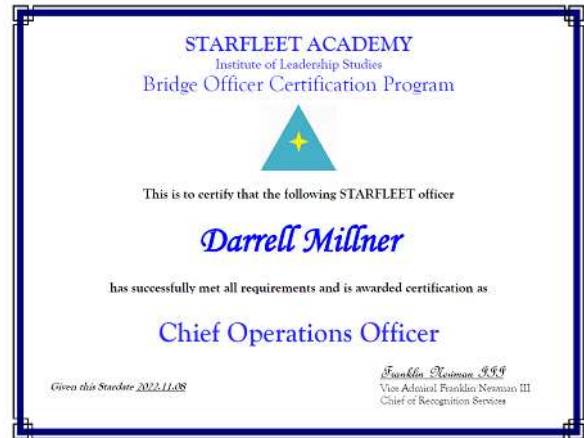 STARFLEET ACADEMY
Institute of Leadership Studies
Bridge Officer Certification Program
This is to certify that the following STARFLEET officer
Darrell Millner
has successfully met all requirements and is awarded certification as
Chief Operations Officer
Given this Stardate 2022.11.08
Franklin Newman III
Vice Admiral Franklin Newman III
Chief of Recognition Services